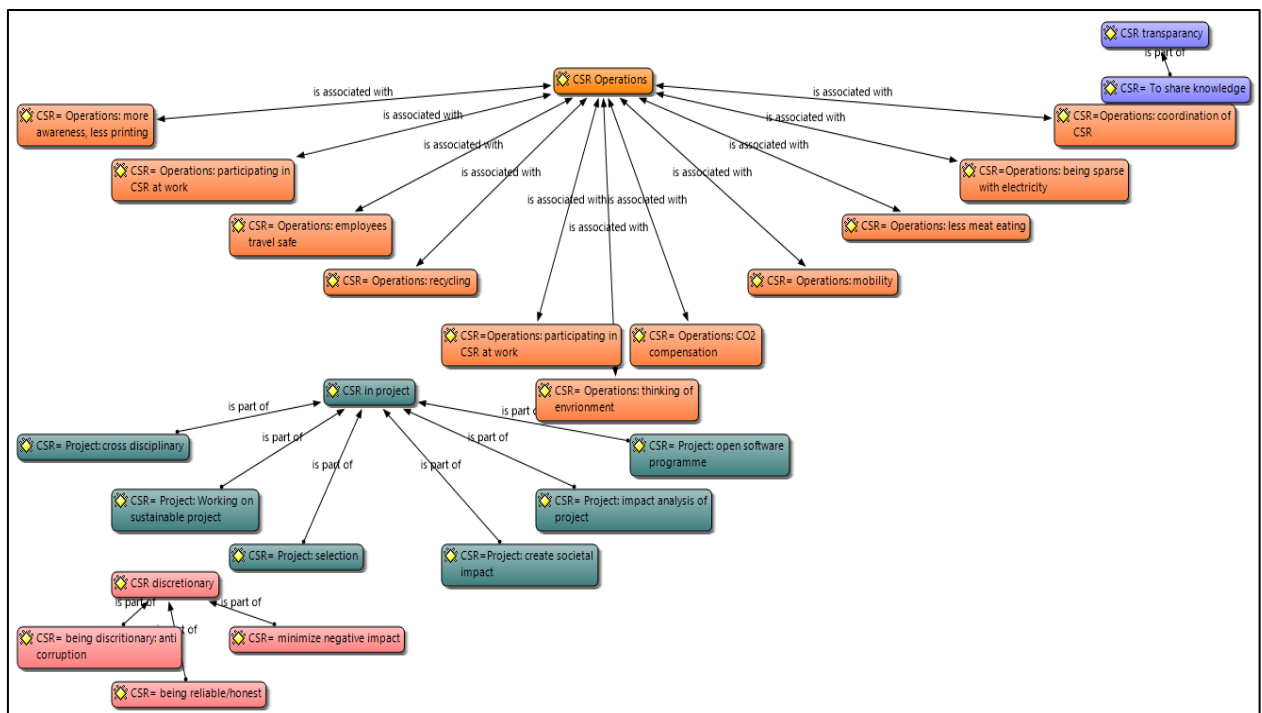 CSR transparancy
is part of
CSR= To share knowledge
CSR Operations
is associated with
is associated with
CSR= Operations: more
awareness, less printing
CSR=Operations: coordination of
CSR
is associated with
is associated with
is associated with
is associated with
CSR= Operations: participating in
CSR at work
CSR=Operations: being sparse
with electricity
is associated with
is associated with
is associated with
is associated with
is associated with
CSR= Operations: employees
travel safe
CSR= Operations: less meat eating
CSR= Operations: recycling
CSR= Operations: mobility
CSR=Operations: participating in
CSR at work
CSR= Operations: CO2
compensation
CSR= Operations: thinking of
envrionment
CSR in project
is part of
is part of
is part of
is part of
is part of
is part of
CSR= Project: cross disciplinary
CSR= Project: open software
programme
CSR= Project: Working on
sustainable project
CSR= Project: impact analysis of
project
CSR= Project: selection
CSR=Project: create societal
impact
CSR discretionary
is part of
is part of
of
CSR= being discritionary: anti
corruption
CSR= minimize negative impact
CSR= being reliable/honest